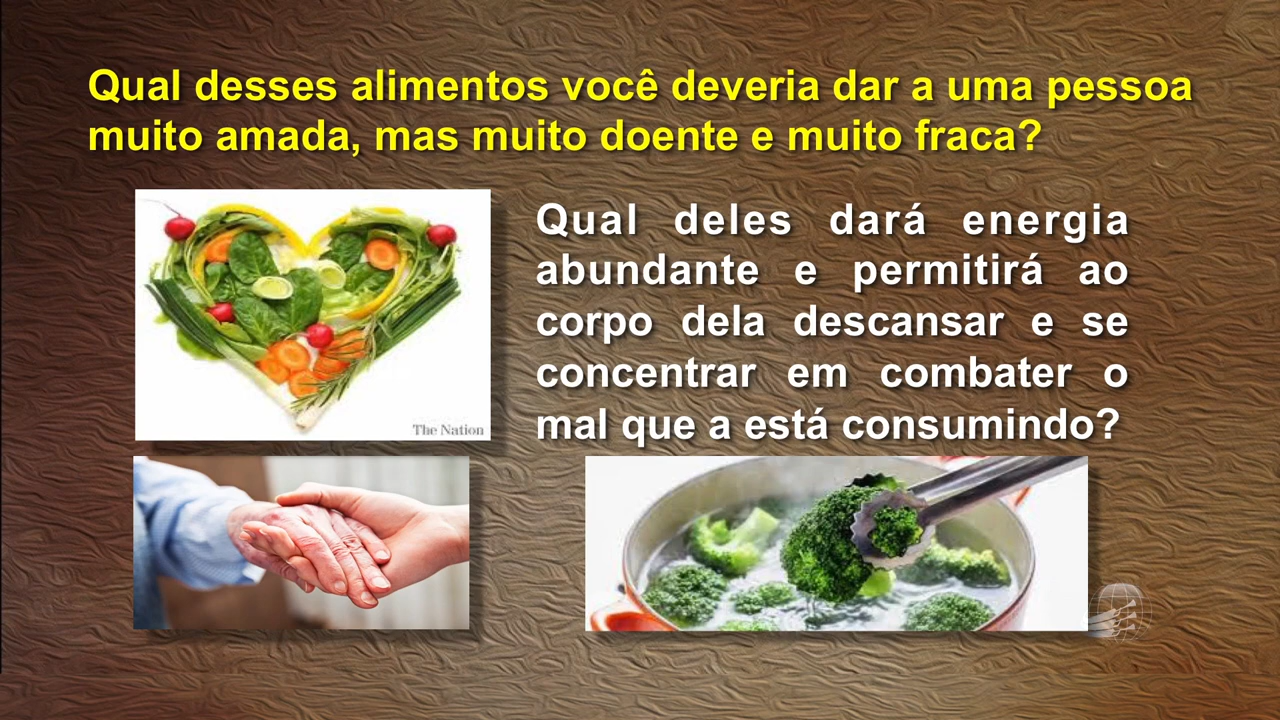 Qual desses alimentos você deveria dar a uma pessoa
muito amada, mas muito doente e muito fraca?
Qual deles dará energia
abundante e permitirá ao
corpo dela descansar e se
concentrar em combater o
mal que a está consumindo?
The Nation